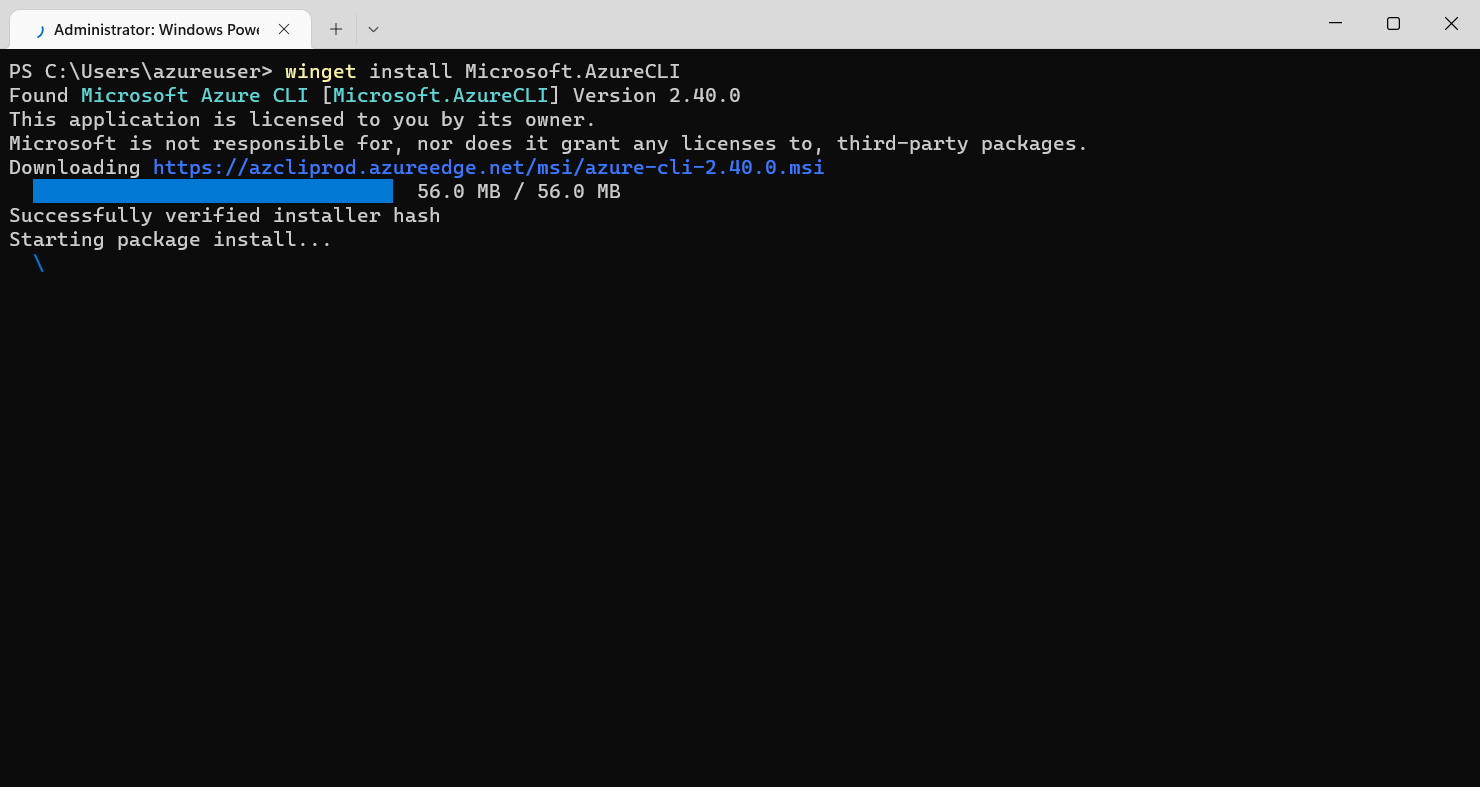 Administrator: Windows Powe
PS C:\Users\azureuser> winget install Microsoft.AzureCLI
Found Microsoft Azure CLI [Microsoft.AzureCLI] Version 2.40.0
This application is licensed to you by its owner.
Microsoft is not responsible for, nor does it grant any licenses to, third-party packages.
Downloading https://azcliprod.azureedge.net/msi/azure-cli-2.40.0.msi
56.0 MB / 56.0 MB
Successfully verified installer hash
Starting package install...
\